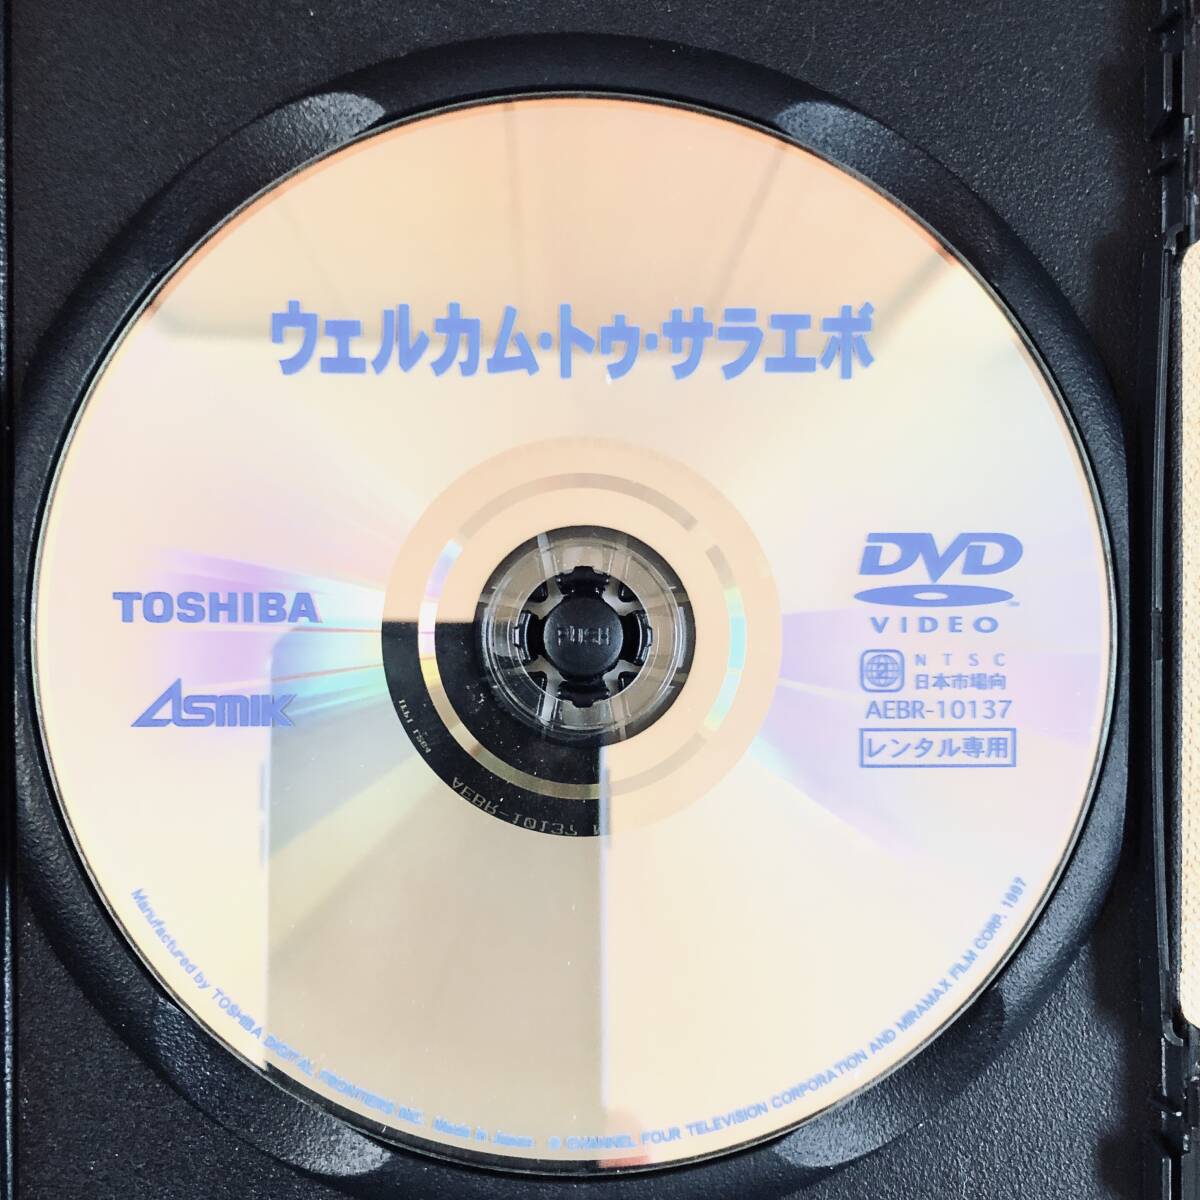 ウェルカム・トゥ・サラエボ
TOSHIBA
ASMIK
DVD
VIDEO
NTSC
日本市場向
AEBR-10137
レンタル専用
PUSH
AEBR-10137
Manufactured by TOSHIBA DIGITAL FRONTIERS INC. Made in Japan © CHANNEL FOUR TELEVISION CORPORATION AND MIRAMAX FILM CORP. 1997